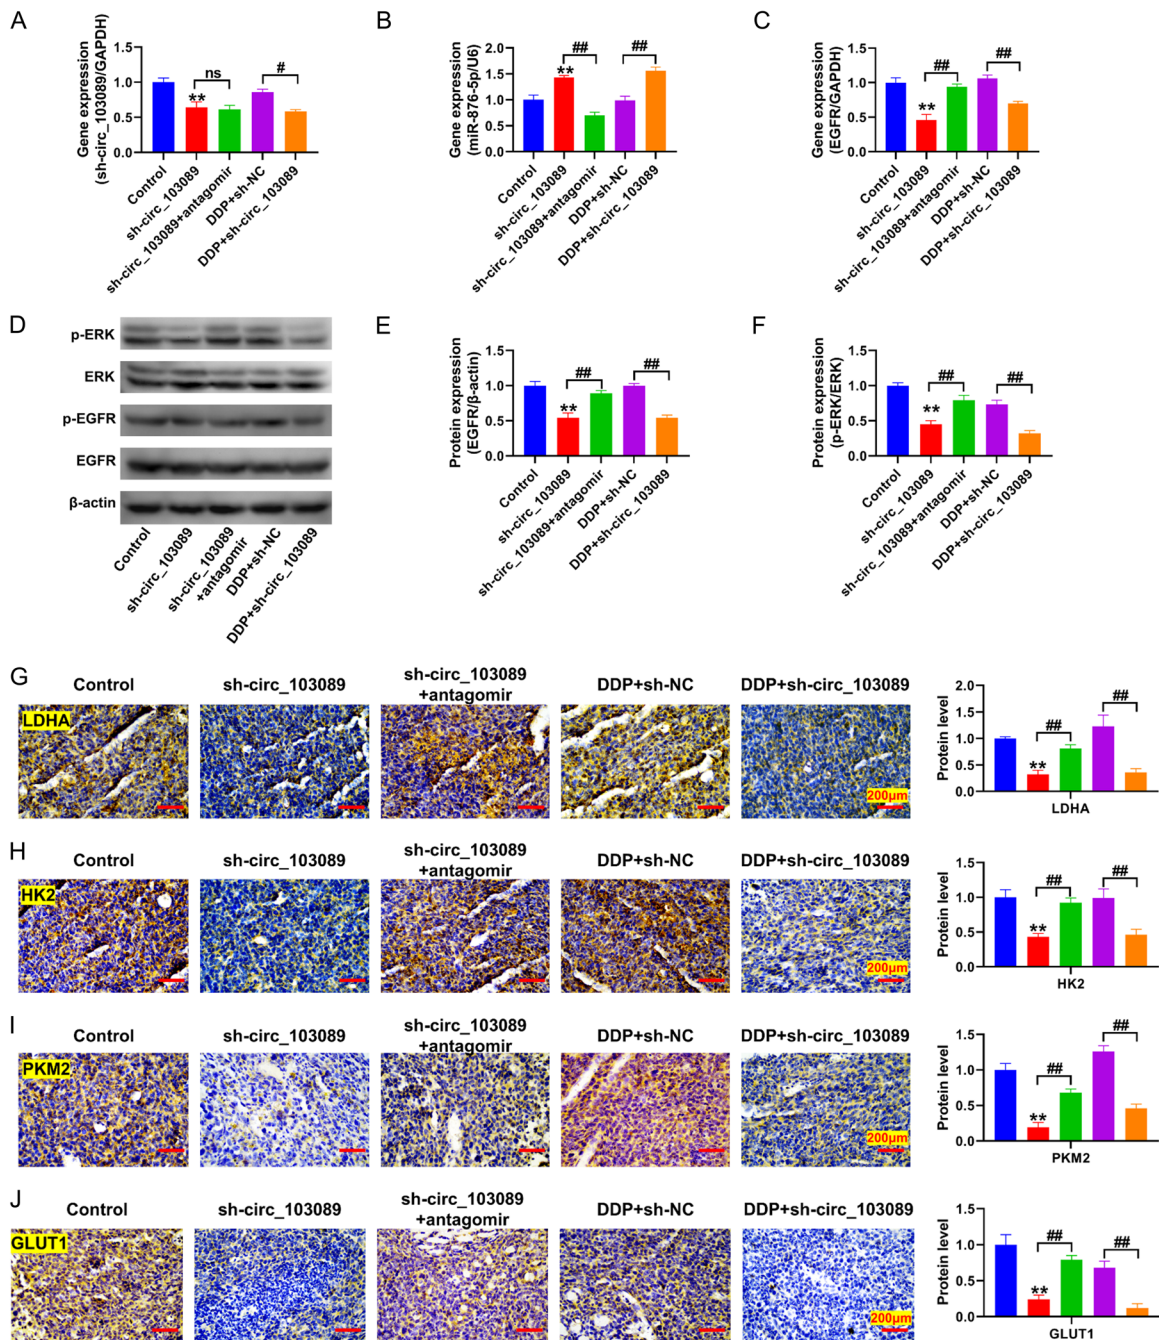 A
Gene expression
(sh-circ_103089/GAPDH)
1.5
1.0
0.5
0.0
**
ns
#
Control
sh-circ_103089
sh-circ_103089+antagomir
DDP+sh-NC
DDP+sh-circ_103089
B
Gene expression
(miR-876-5p/U6)
2.0
1.5
1.0
0.5
0.0
**
##
##
Control
sh-circ_103089
sh-circ_103089+antagomir
DDP+sh-NC
DDP+sh-circ_103089
C
Gene expression
(EGFR/GAPDH)
1.5
1.0
0.5
0.0
**
##
##
Control
sh-circ_103089
sh-circ_103089+antagomir
DDP+sh-NC
DDP+sh-circ_103089
D
p-ERK
ERK
p-EGFR
EGFR
β-actin
Control
sh-circ_103089
sh-circ_103089
+antagomir
DDP+sh-NC
DDP+sh-circ_103089
E
Protein expression
(EGFR/β-actin)
1.5
1.0
0.5
0.0
**
##
##
Control
sh-circ_103089
sh-circ_103089+antagomir
DDP+sh-NC
DDP+sh-circ_103089
F
Protein expression
(p-ERK/ERK)
1.5
1.0
0.5
0.0
**
##
##
Control
sh-circ_103089
sh-circ_103089+antagomir
DDP+sh-NC
DDP+sh-circ_103089
G
Control
sh-circ_103089
sh-circ_103089
+antagomir
DDP+sh-NC
DDP+sh-circ_103089
LDHA
200μm
Protein level
2.0
1.5
1.0
0.5
0.0
**
##
##
LDHA
H
Control
sh-circ_103089
sh-circ_103089
+antagomir
DDP+sh-NC
DDP+sh-circ_103089
HK2
200μm
Protein level
1.5
1.0
0.5
0.0
**
##
##
HK2
I
Control
sh-circ_103089
sh-circ_103089
+antagomir
DDP+sh-NC
DDP+sh-circ_103089
PKM2
200μm
Protein level
1.5
1.0
0.5
0.0
**
##
##
PKM2
J
Control
sh-circ_103089
sh-circ_103089
+antagomir
DDP+sh-NC
DDP+sh-circ_103089
GLUT1
200μm
Protein level
1.5
1.0
0.5
0.0
**
##
##
GLUT1